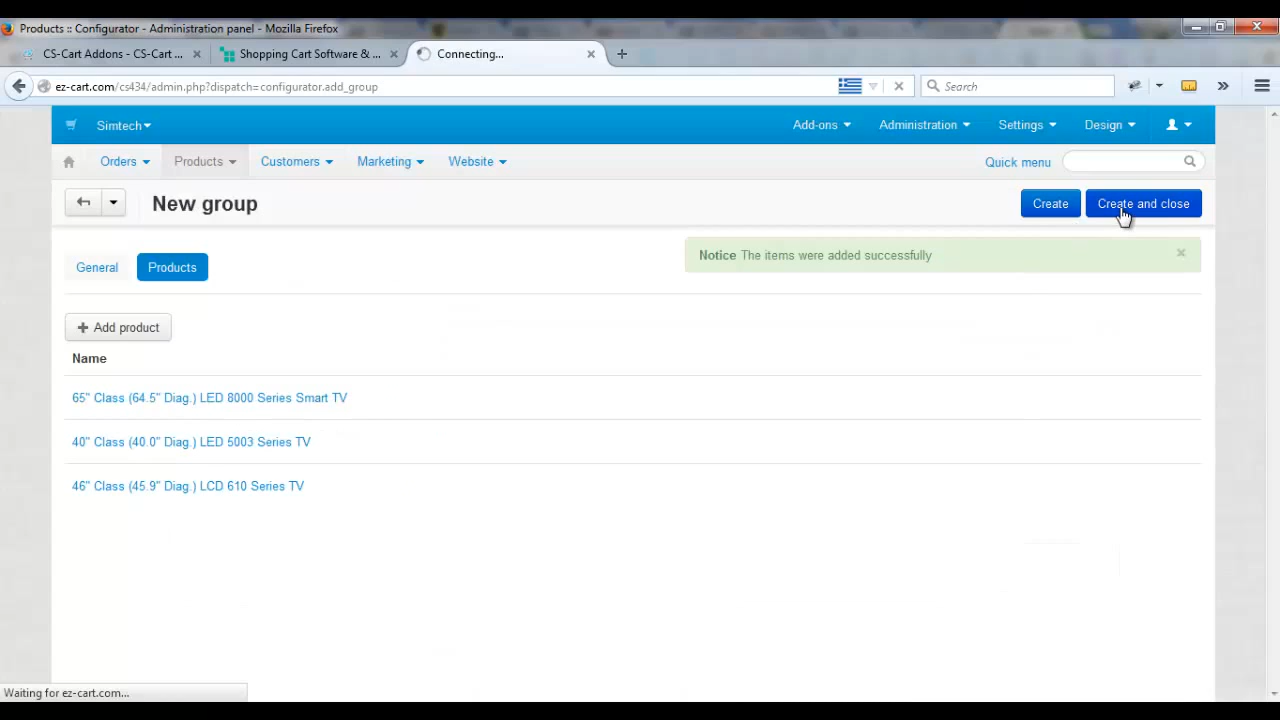 Products :: Configurator - Administration panel - Mozilla Firefox
CS-Cart Addons - CS-Cart ...
Shopping Cart Software & ...
Connecting...
ez-cart.com/cs434/admin.php?dispatch=configurator.add_group
Search
Simtech
Add-ons
Administration
Settings
Design
Orders
Products
Customers
Marketing
Website
Quick menu
New group
Create
Create and close
Notice The items were added successfully
General
Products
Add product
Name
65" Class (64.5" Diag.) LED 8000 Series Smart TV
40" Class (40.0" Diag.) LED 5003 Series TV
46" Class (45.9" Diag.) LCD 610 Series TV
Waiting for ez-cart.com...